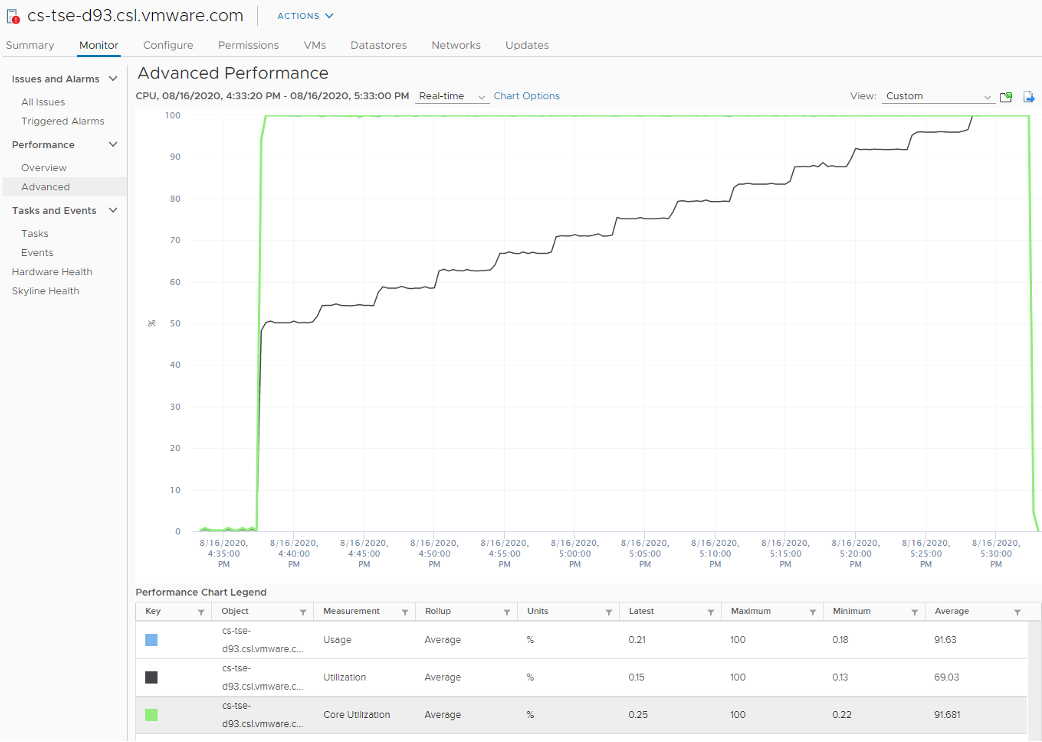 cs-tse-d93.csl.vmware.com ACTIONS
Summary Monitor Configure Permissions VMs Datastores Networks Updates
Issues and Alarms
All Issues
Triggered Alarms
Performance
Overview
Advanced
Tasks and Events
Tasks
Events
Hardware Health
Skyline Health
Advanced Performance
CPU, 08/16/2020, 4:33:20 PM - 08/16/2020, 5:33:00 PM Real-time Chart Options View: Custom
100
90
80
70
60
50
40
30
20
10
0
%
8/16/2020, 8/16/2020, 8/16/2020, 8/16/2020, 8/16/2020, 8/16/2020, 8/16/2020, 8/16/2020, 8/16/2020, 8/16/2020, 8/16/2020, 8/16/2020,
4:35:00 4:40:00 4:45:00 4:50:00 4:55:00 5:00:00 5:05:00 5:10:00 5:15:00 5:20:00 5:25:00 5:30:00
PM PM PM PM PM PM PM PM PM PM PM PM
Performance Chart Legend
Key Object Measurement Rollup Units Latest Maximum Minimum Average
cs-tse-
d93.csl.vmware.c... Usage Average % 0.21 100 0.18 91.63
cs-tse-
d93.csl.vmware.c... Utilization Average % 0.15 100 0.13 69.03
cs-tse-
d93.csl.vmware.c... Core Utilization Average % 0.25 100 0.22 91.681